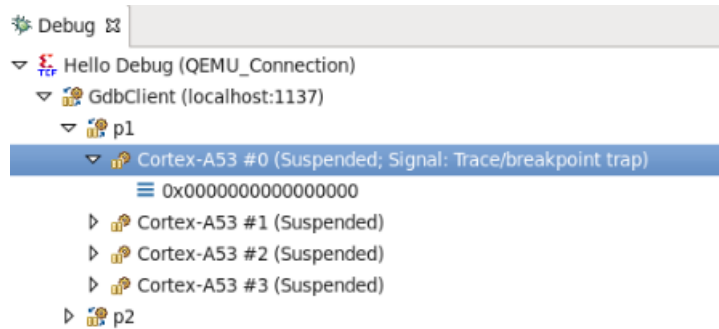 Debug
TCF Hello Debug (QEMU_Connection)
GdbClient (localhost:1137)
p1
Cortex-A53 #0 (Suspended; Signal: Trace/breakpoint trap)
0x0000000000000000
Cortex-A53 #1 (Suspended)
Cortex-A53 #2 (Suspended)
Cortex-A53 #3 (Suspended)
p2